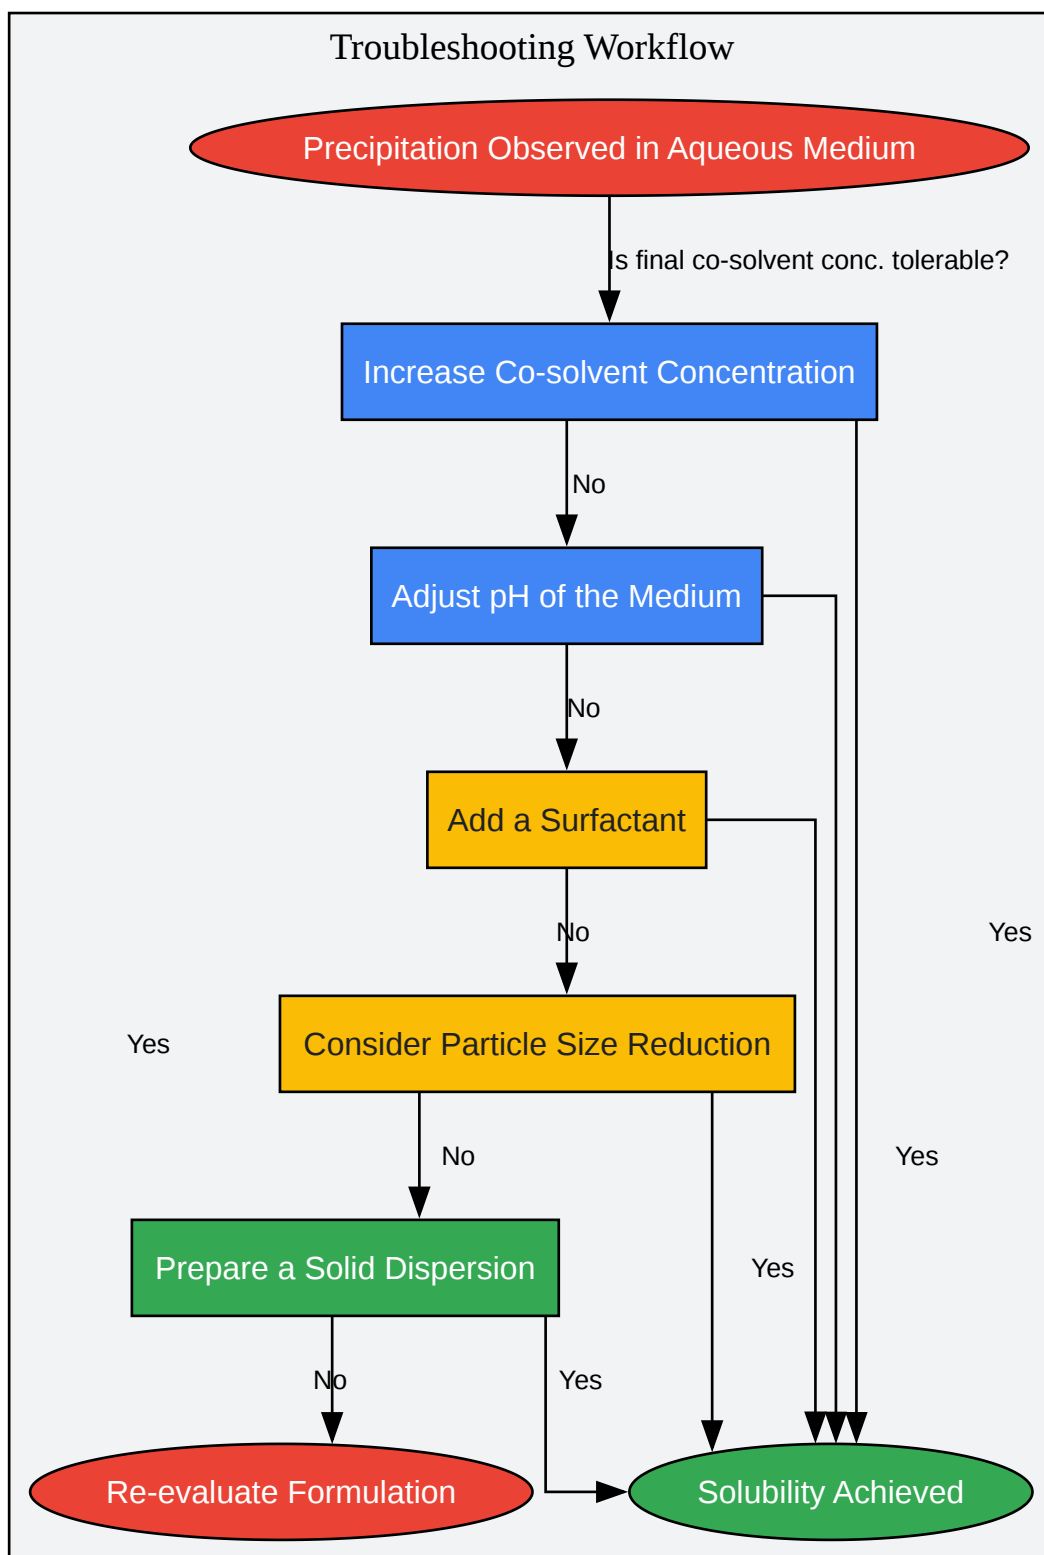 Troubleshooting Workflow
Precipitation Observed in Aqueous Medium
Is final co-solvent conc. tolerable?
Increase Co-solvent Concentration
No
Adjust pH of the Medium
No
Add a Surfactant
No
Yes
Consider Particle Size Reduction
Yes
No
Yes
Prepare a Solid Dispersion
Yes
No
Yes
Re-evaluate Formulation
Solubility Achieved